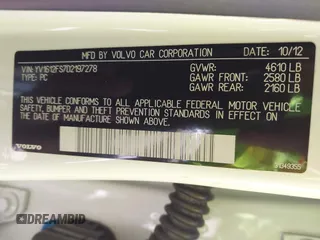 MFD BY VOLVO CAR CORPORATION DATE: 10/12
VIN: YV1612FS7D2197278 GVWR: 4610 LB
TYPE: PC GAWR FRONT: 2580 LB
GAWR REAR: 2160 LB
THIS VEHICLE CONFORMS TO ALL APPLICABLE FEDERAL MOTOR VEHICLE
SAFETY, BUMPER AND THEFT PREVENTION STANDARDS IN EFFECT
ON THE DATE OF MANUFACTURE SHOWN ABOVE.
VOLVO
DREAMBID